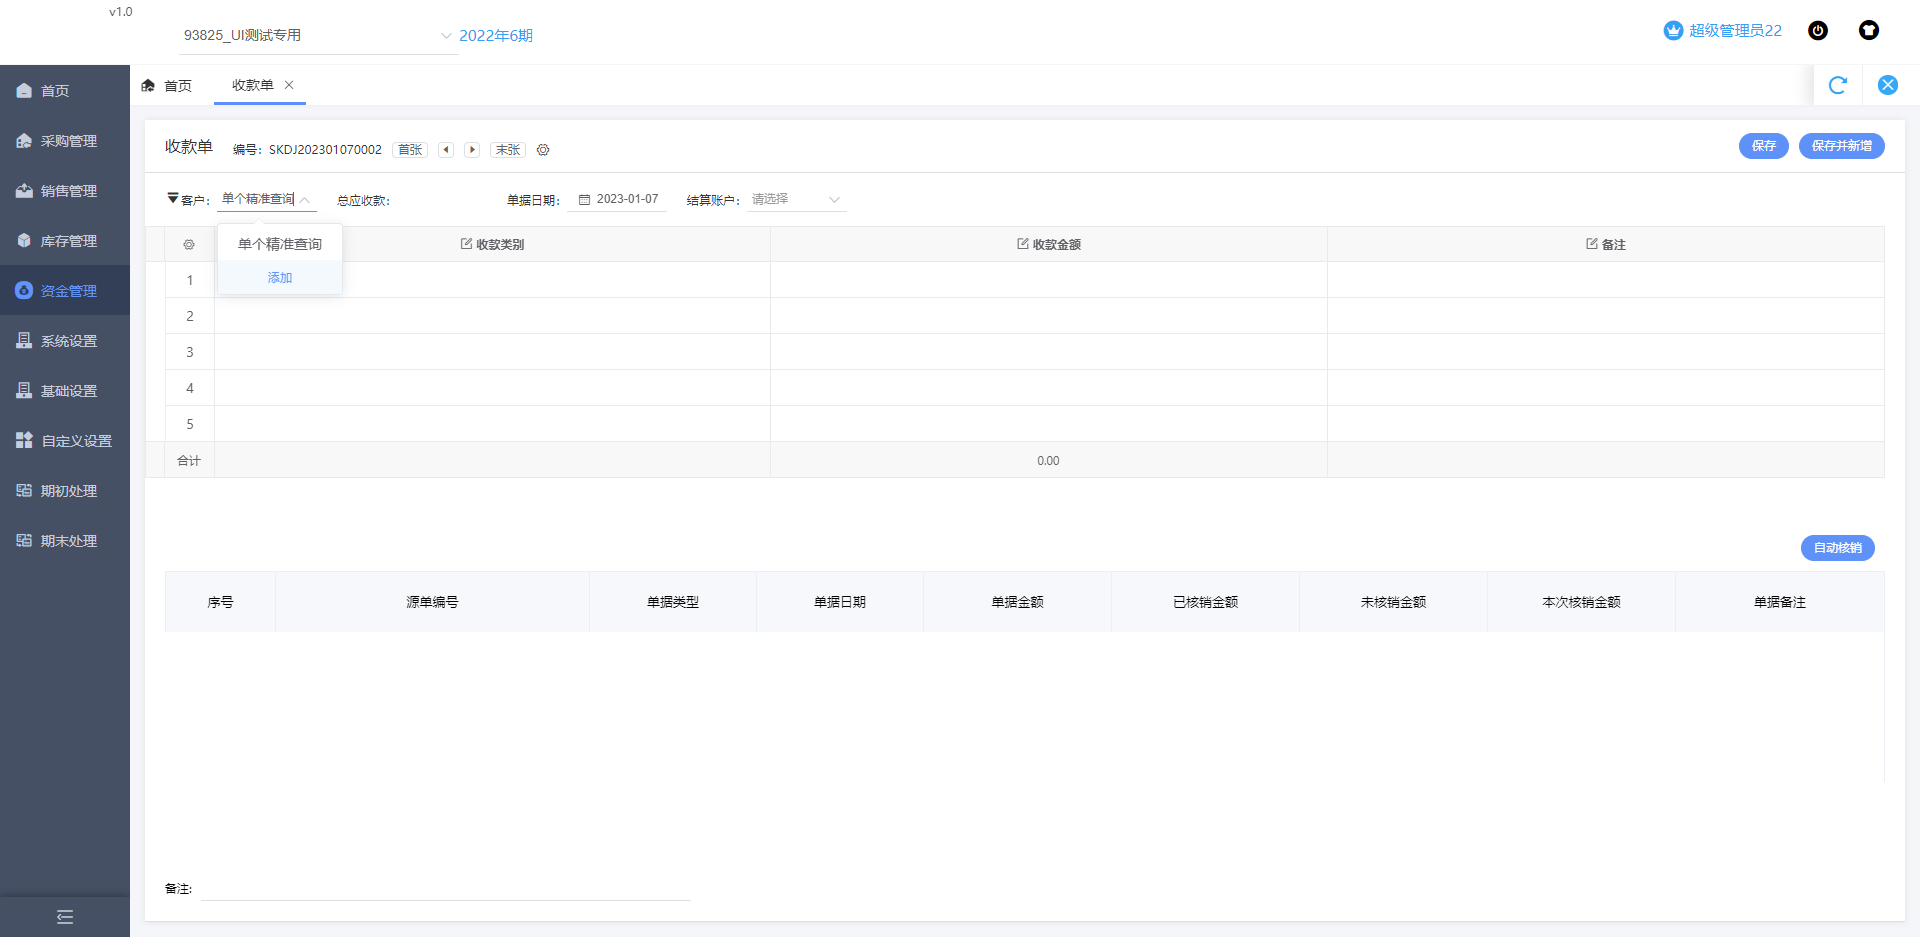 v1.0
93825_UI测试专用 2022年6期 超级管理员22
首页 收款单
首页
采购管理
销售管理
库存管理
资金管理
系统设置
基础设置
自定义设置
期初处理
期末处理
收款单 编号: SKDJ202301070002 首张 末张 保存 保存并新增
客户: 单个精准查询 总应收款: 单据日期: 2023-01-07 结算账户: 请选择
单个精准查询
添加
收款类别 收款金额 备注
1
2
3
4
5
合计 0.00
自动核销
序号 源单编号 单据类型 单据日期 单据金额 已核销金额 未核销金额 本次核销金额 单据备注
备注: